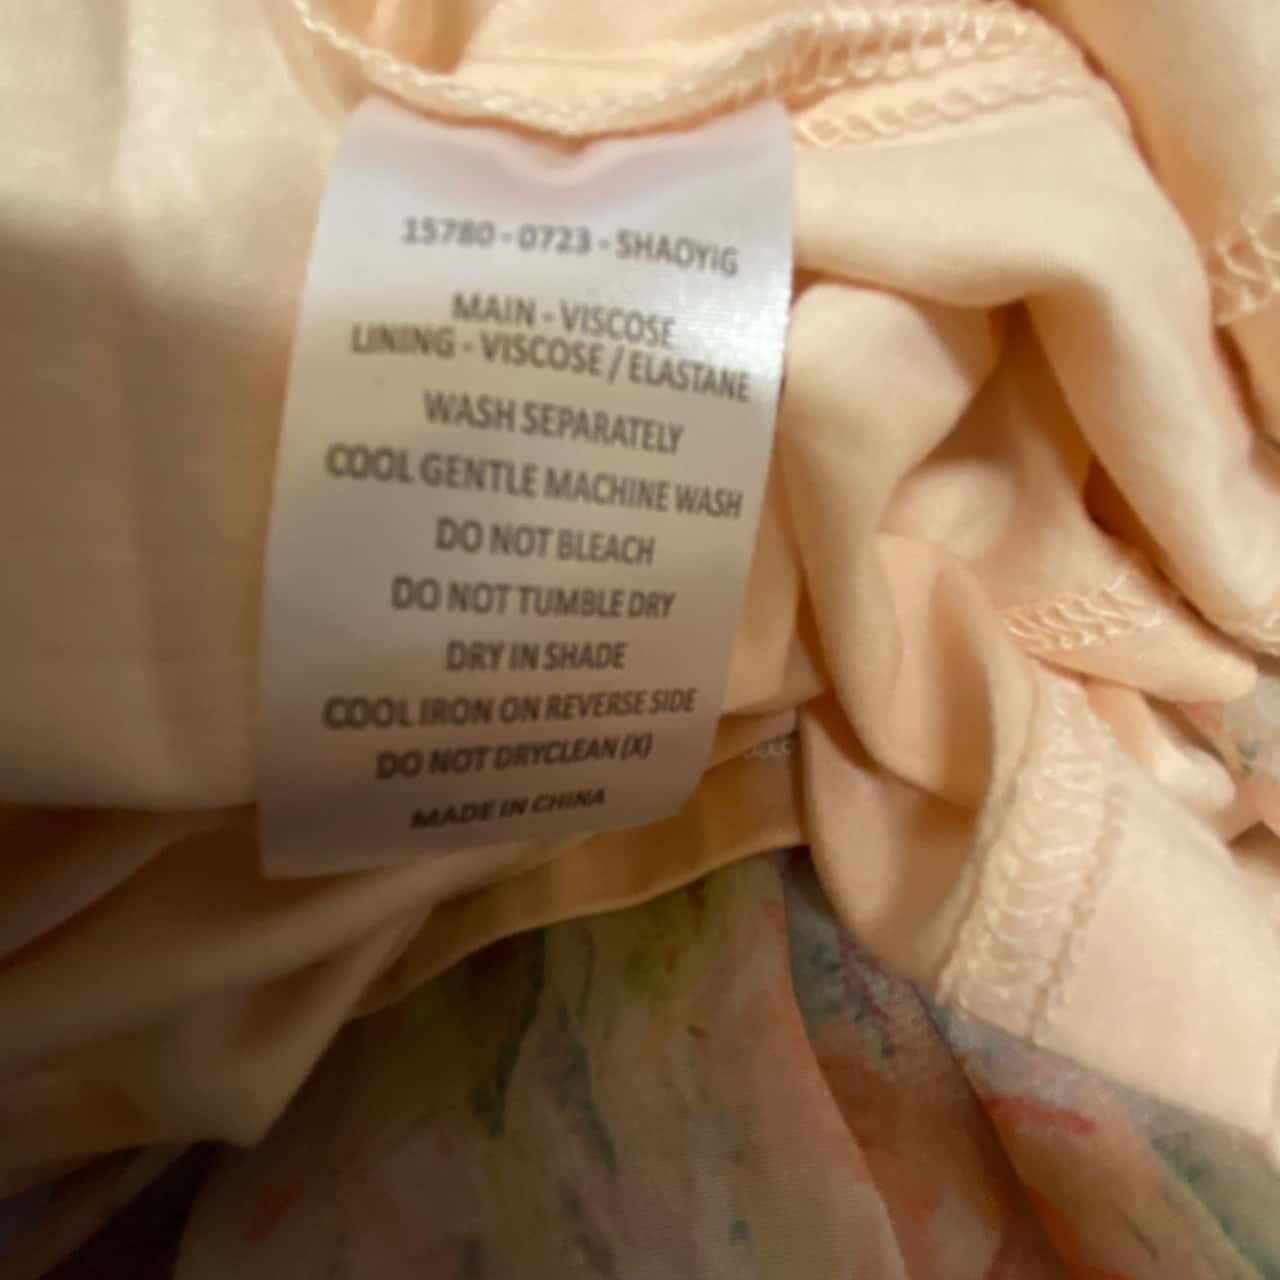 15780 - 0723 - SHAOYIG
MAIN - VISCOSE
LINING - VISCOSE / ELASTANE
WASH SEPARATELY
COOL GENTLE MACHINE WASH
DO NOT BLEACH
DO NOT TUMBLE DRY
DRY IN SHADE
COOL IRON ON REVERSE SIDE
DO NOT DRYCLEAN (X)
MADE IN CHINA